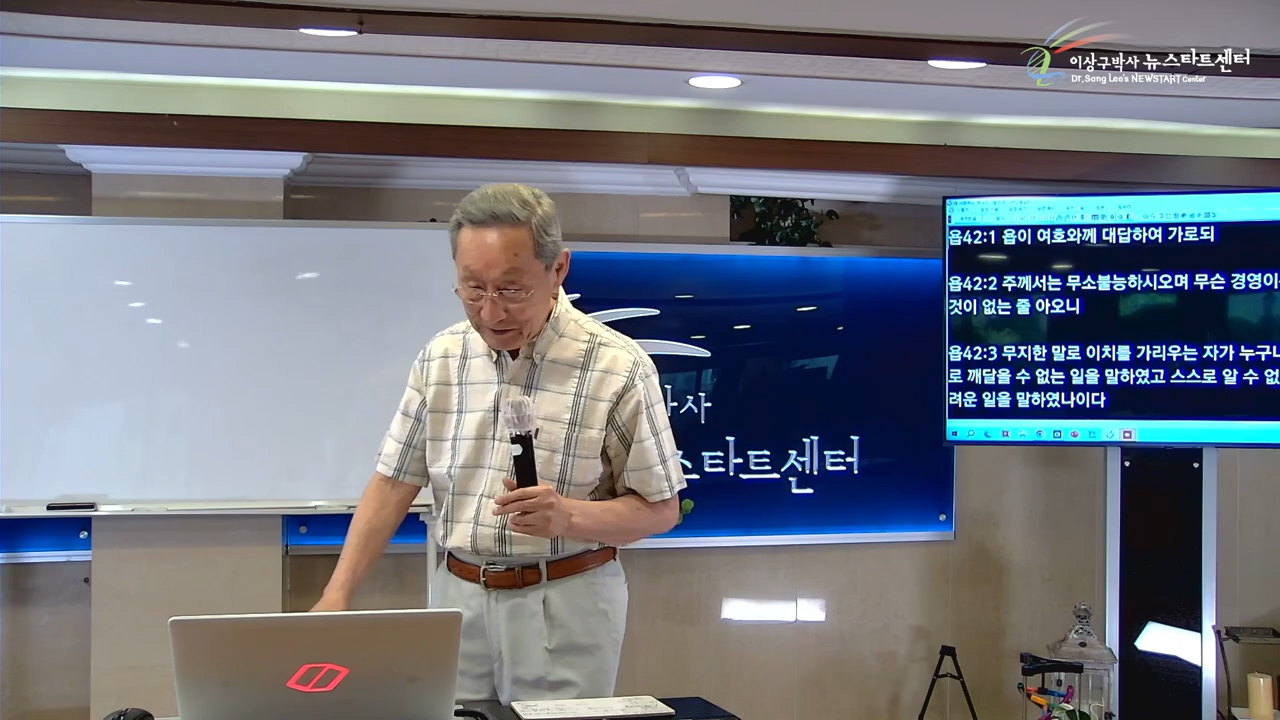 이상구박사 뉴스타트센터
Dr.Sang Lee's NEWSTART Center
욥42:1 욥이 여호와께 대답하여 가로되
욥42:2 주께서는 무소불능하시오며 무슨 경영이
것이 없는 줄 아오니
욥42:3 무지한 말로 이치를 가리우는 자가 누구니
로 깨달을 수 없는 일을 말하였고 스스로 알 수 없
려운 일을 말하였나이다
사
스타트센터